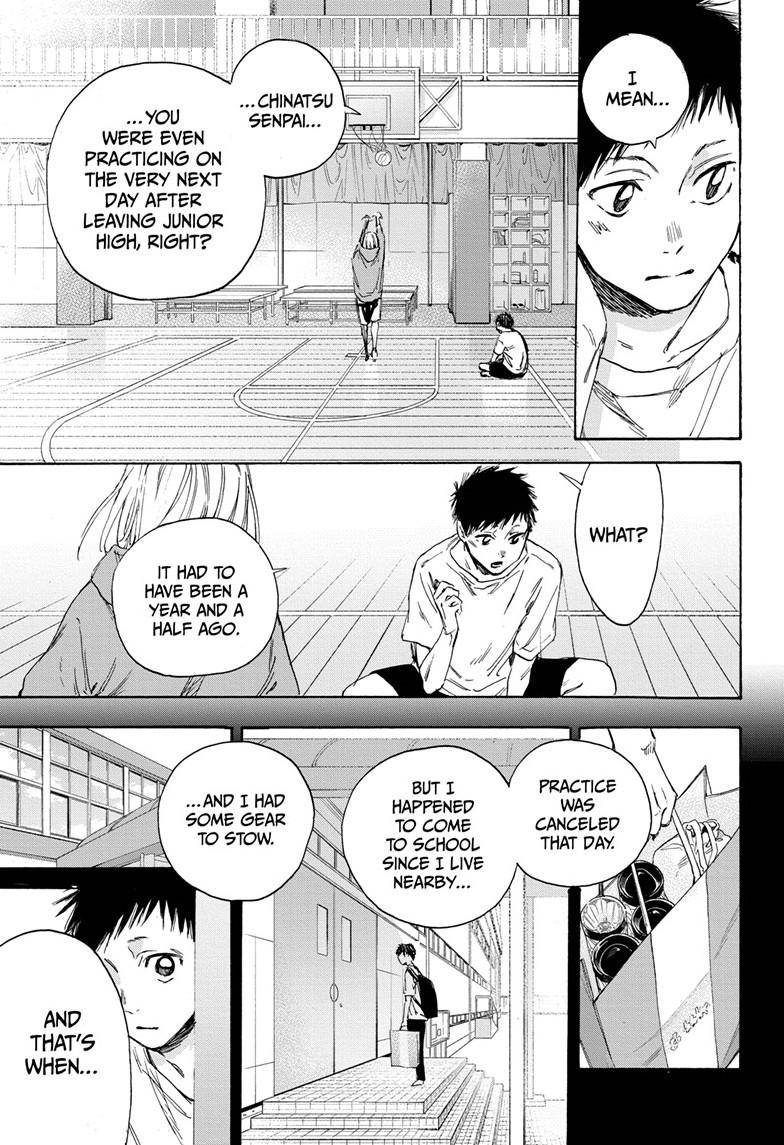 I
MEAN...
...CHINATSU
SENPAI...
...YOU
WERE EVEN
PRACTICING ON
THE VERY NEXT
DAY AFTER
LEAVING JUNIOR
HIGH, RIGHT?
WHAT?
IT HAD TO
HAVE BEEN A
YEAR AND A
HALF AGO.
PRACTICE
WAS
CANCELED
THAT DAY.
BUT I
HAPPENED
TO COME
TO SCHOOL
SINCE I LIVE
NEARBY...
...AND I HAD
SOME GEAR
TO STOW.
AND
THAT'S
WHEN...